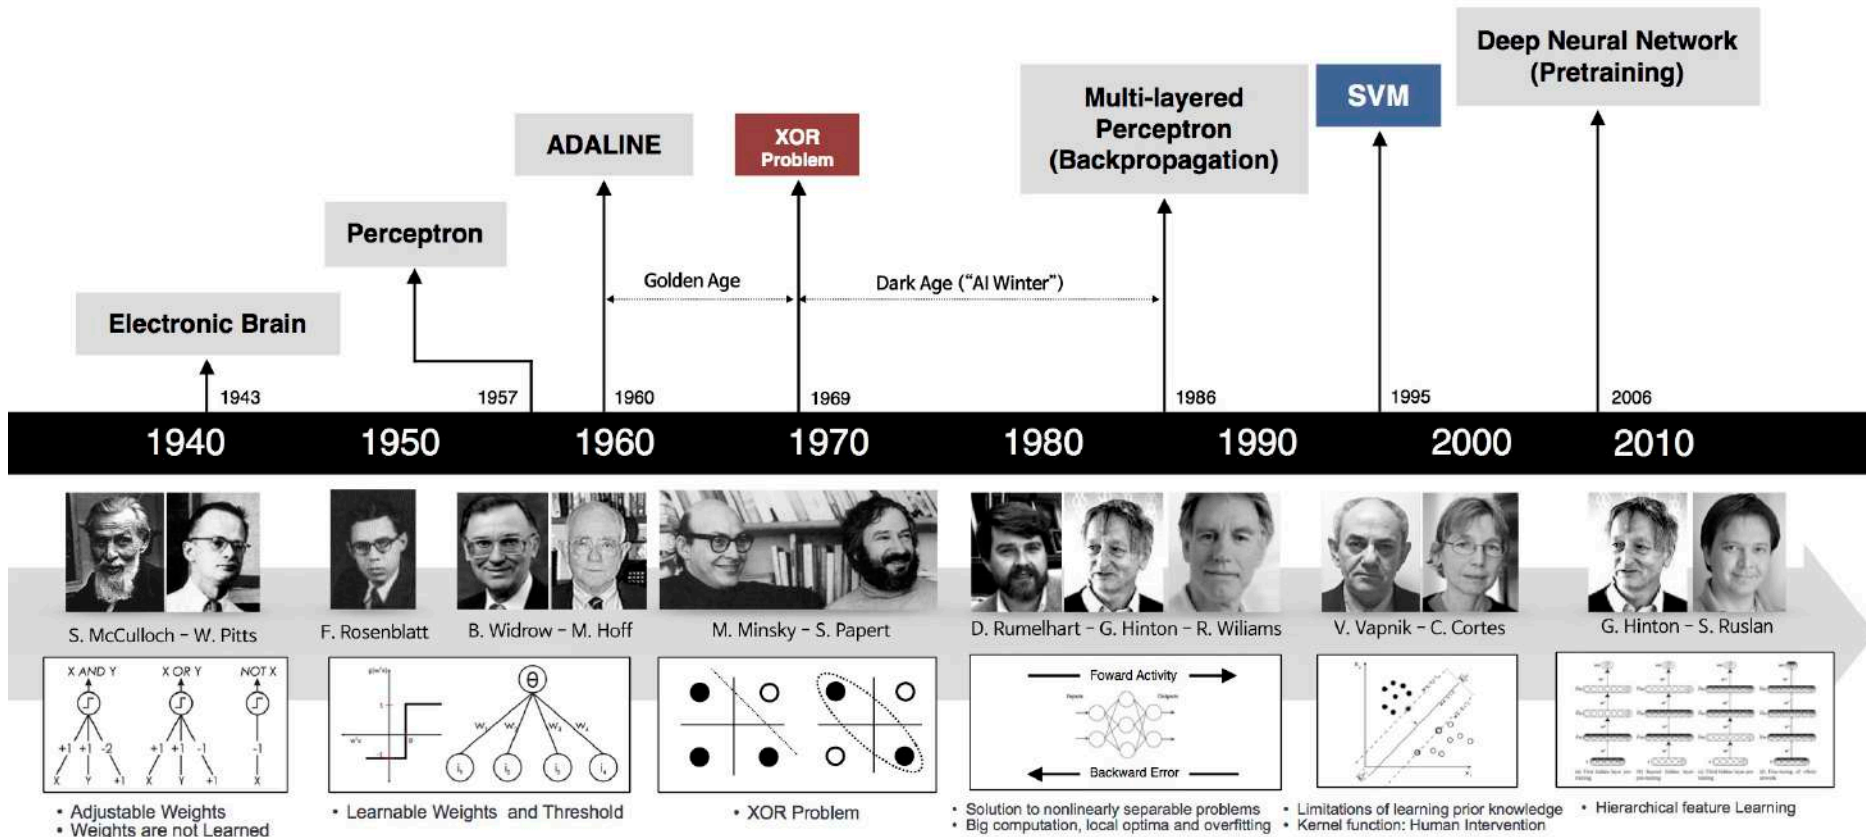 Deep Neural Network
(Pretraining)
Multi-layered
Perceptron
(Backpropagation)
SVM
ADALINE
XOR
Problem
Perceptron
Golden Age
Dark Age ("AI Winter")
Electronic Brain
1943
1957
1960
1969
1986
1995
2006
1940
1950
1960
1970
1980
1990
2000
2010
S. McCulloch – W. Pitts
F. Rosenblatt
B. Widrow – M. Hoff
M. Minsky – S. Papert
D. Rumelhart – G. Hinton – R. Wiliams
V. Vapnik – C. Cortes
G. Hinton – S. Ruslan
X AND Y
X OR Y
NOT X
+1 +1 -2
+1 +1 -1
-1
X Y +1
X Y +1
X
θ
Foward Activity
Backward Error
• Adjustable Weights
• Weights are not Learned
• Learnable Weights and Threshold
• XOR Problem
• Solution to nonlinearly separable problems
• Big computation, local optima and overfitting
• Limitations of learning prior knowledge
• Kernel function: Human Intervention
• Hierarchical feature Learning